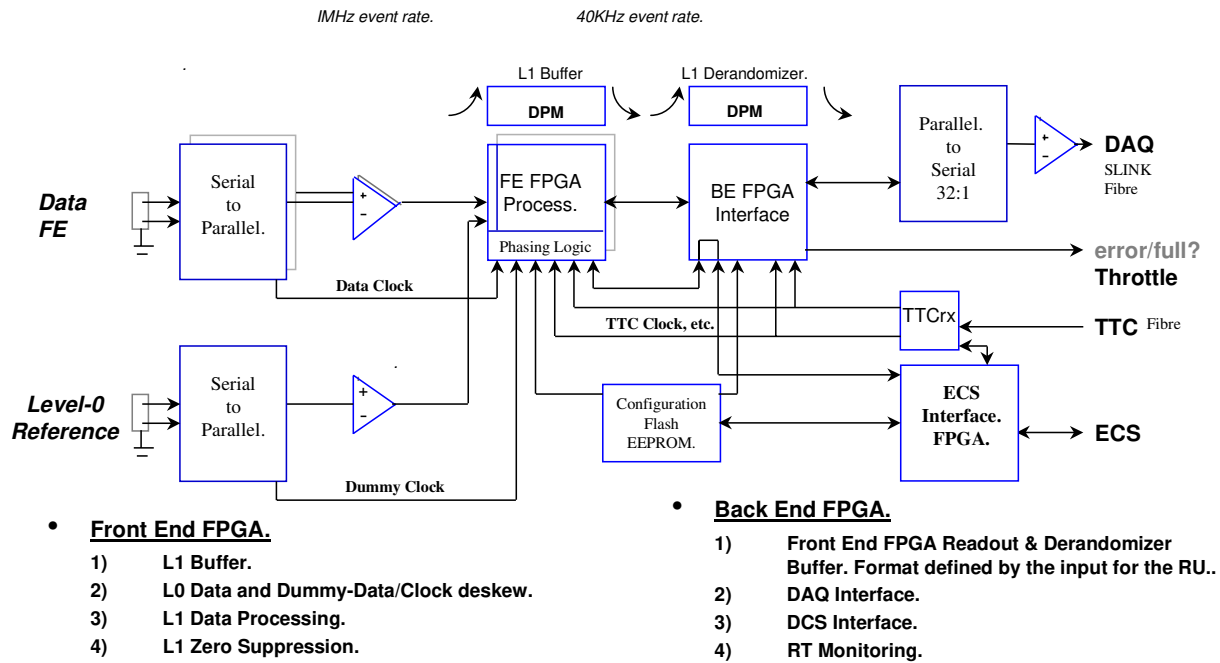 IMHz event rate.
40KHz event rate.
L1 Buffer
L1 Derandomizer.
DPM
DPM
Parallel.
to
Serial
32:1
+
-
DAQ
SLINK
Fibre
Data
FE
Serial
to
Parallel.
+
-
FE FPGA
Process.
Phasing Logic
BE FPGA
Interface
error/full?
Throttle
Data Clock
TTC Clock, etc.
TTCrx
TTC Fibre
Level-0
Reference
Serial
to
Parallel.
+
-
Configuration
Flash
EEPROM.
ECS
Interface.
FPGA.
ECS
Dummy Clock
• Front End FPGA.
1) L1 Buffer.
2) L0 Data and Dummy-Data/Clock deskew.
3) L1 Data Processing.
4) L1 Zero Suppression.
• Back End FPGA.
1) Front End FPGA Readout & Derandomizer
Buffer. Format defined by the input for the RU..
2) DAQ Interface.
3) DCS Interface.
4) RT Monitoring.